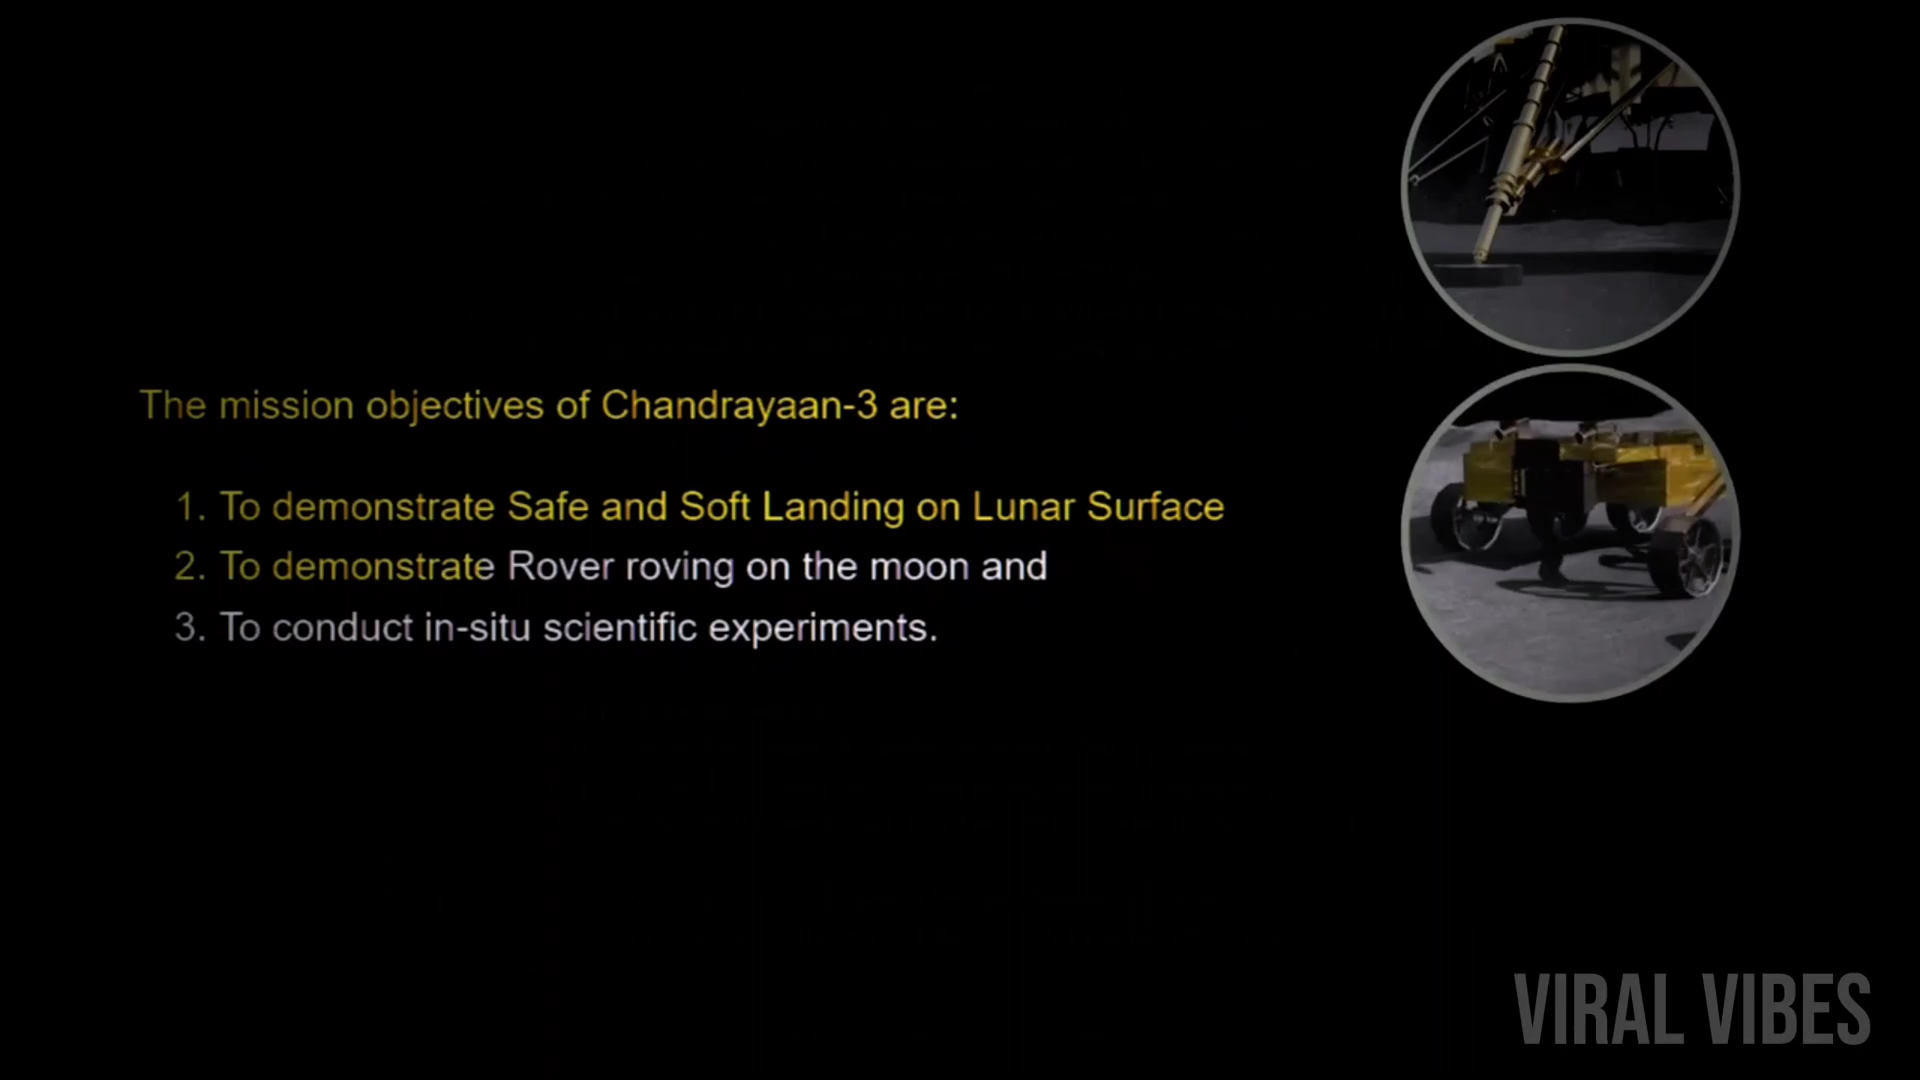 The mission objectives of Chandrayaan-3 are:
1. To demonstrate Safe and Soft Landing on Lunar Surface
2. To demonstrate Rover roving on the moon and
3. To conduct in-situ scientific experiments.
VIRAL VIBES